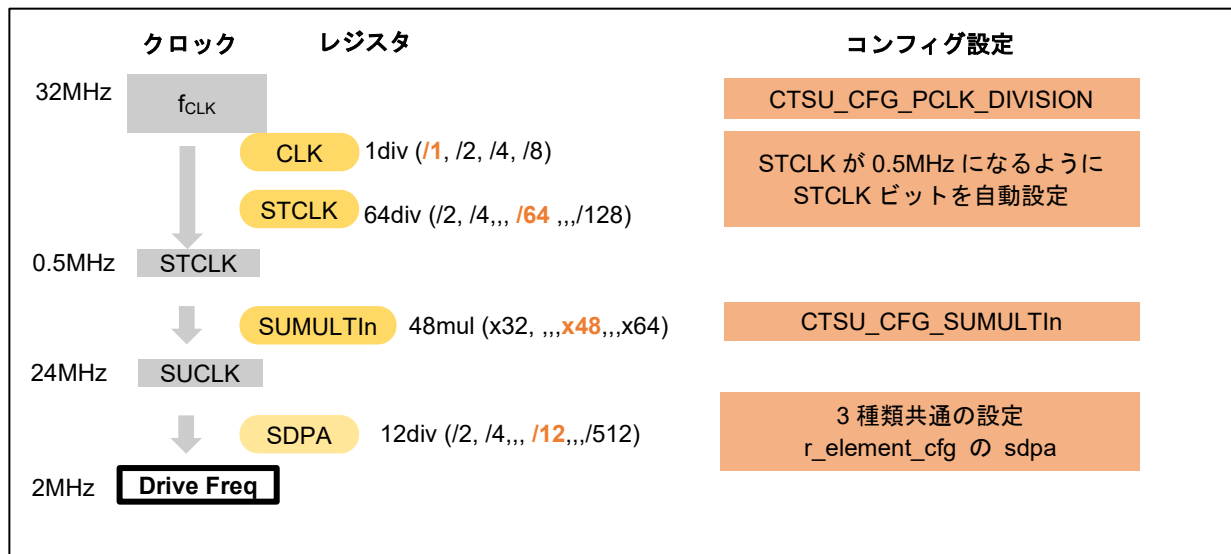 クロック レジスタ コンフィグ設定
32MHz fCLK CTSU_CFG_PCLK_DIVISION
CLK 1div (/1, /2, /4, /8)
STCLK が 0.5MHz になるように
STCLK ビットを自動設定
STCLK 64div (/2, /4,,, /64 ,,,/128)
0.5MHz STCLK
SUMULTIn 48mul (x32, ,,,x48,,,x64) CTSU_CFG_SUMULTIn
24MHz SUCLK
3 種類共通の設定
r_element_cfg の sdpa
SDPA 12div (/2, /4,,, /12,,,/512)
2MHz Drive Freq